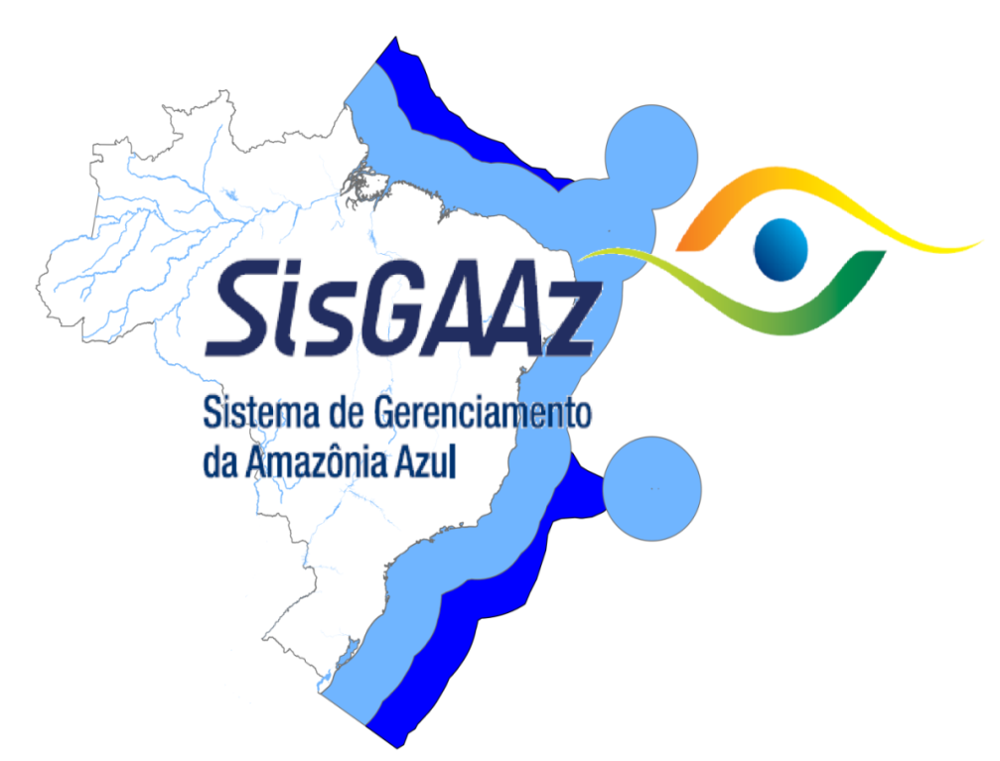 SisGAAz
Sistema de Gerenciamento
da Amazônia Azul